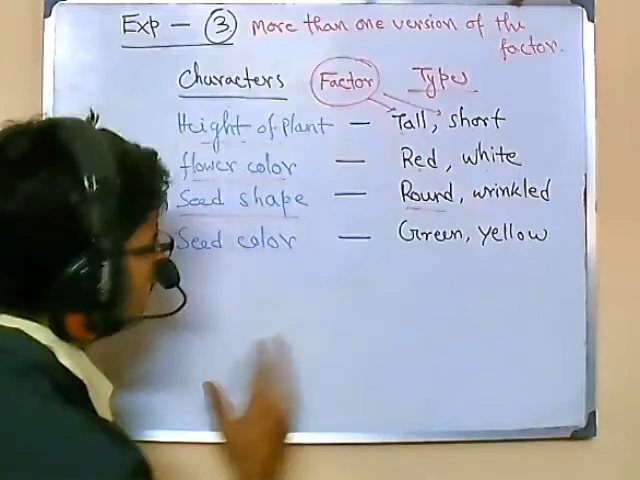 Exp - ③ More than one version of the
factor.
Characters Factor Types
Height of Plant — Tall, short
flower color — Red, white
Seed shape — Round, wrinkled
Seed color — Green, yellow